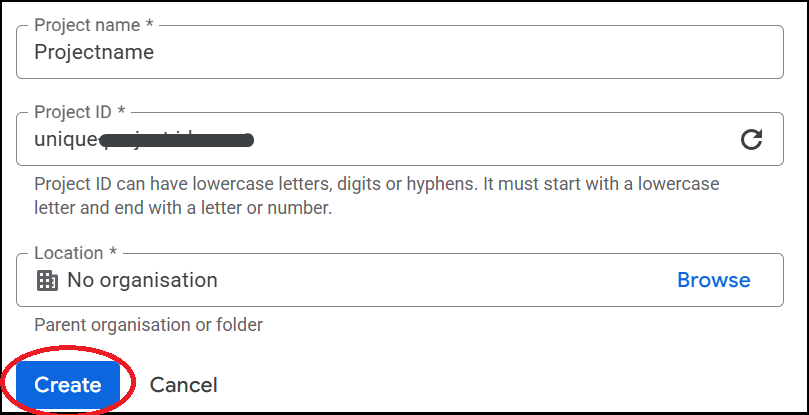 Project name *
Projectname
Project ID *
unique
Project ID can have lowercase letters, digits or hyphens. It must start with a lowercase
letter and end with a letter or number.
Location *
No organisation
Browse
Parent organisation or folder
Create
Cancel